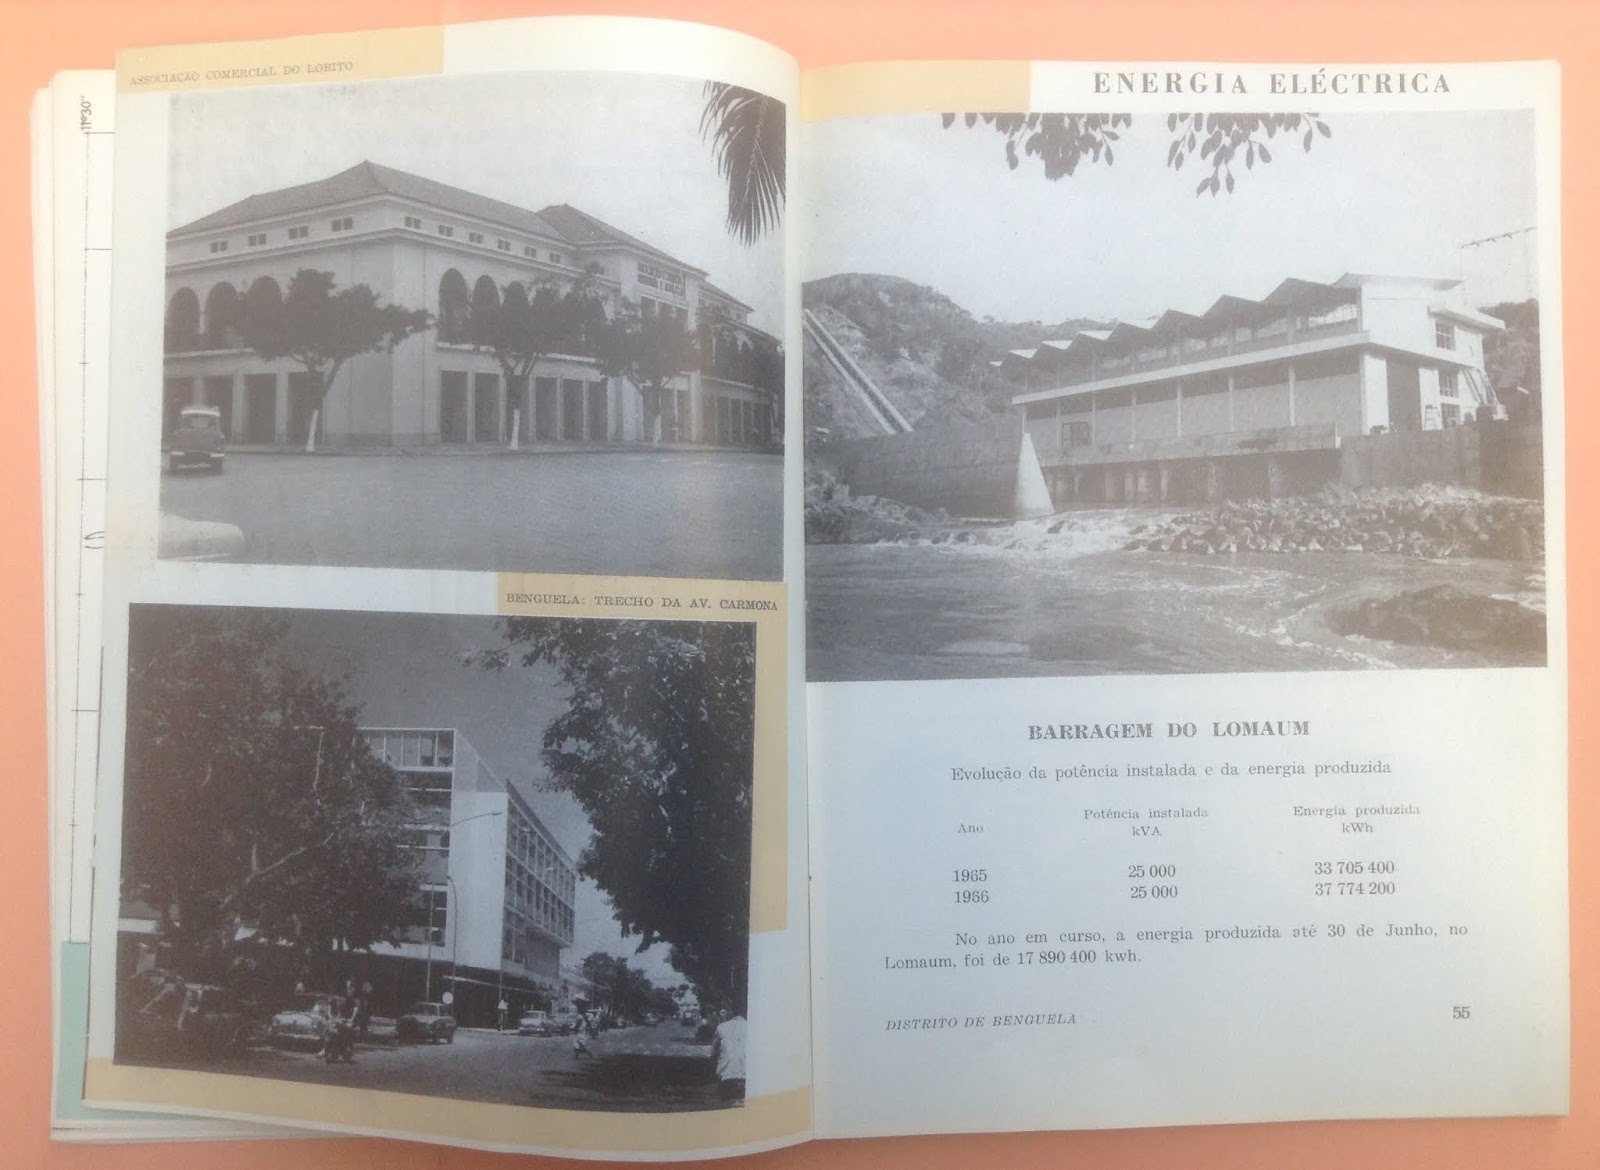 ASSOCIAÇÃO COMERCIAL DO LOBITO
11º30"
BENGUELA: TRECHO DA AV. CARMONA
ENERGIA ELÉCTRICA
BARRAGEM DO LOMAUM
Evolução da potência instalada e da energia produzida
Ano Potência instalada kVA Energia produzida kWh
1965 25 000 33 705 400
1966 25 000 37 774 200
No ano em curso, a energia produzida até 30 de Junho, no
Lomaum, foi de 17 890 400 kwh.
DISTRITO DE BENGUELA 55